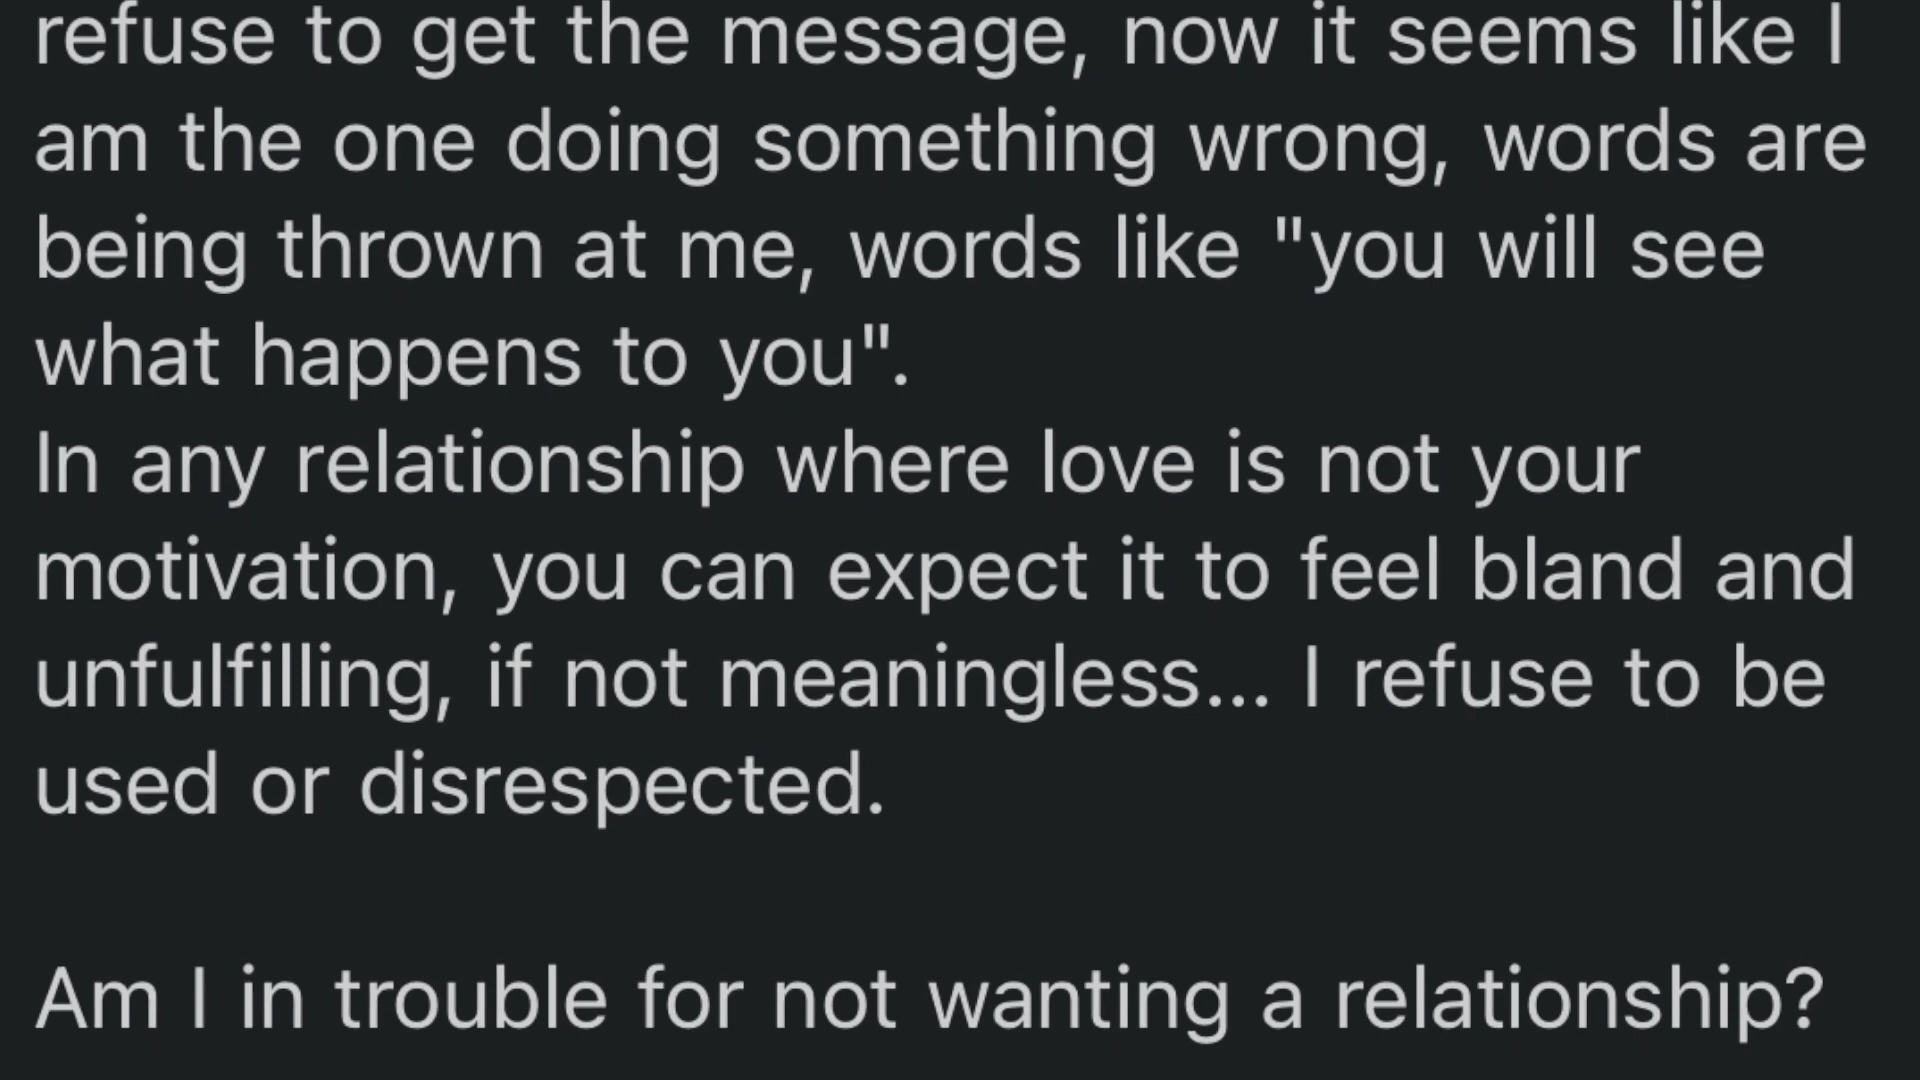 refuse to get the message, now it seems like I
am the one doing something wrong, words are
being thrown at me, words like "you will see
what happens to you".
In any relationship where love is not your
motivation, you can expect it to feel bland and
unfulfilling, if not meaningless... I refuse to be
used or disrespected.
Am I in trouble for not wanting a relationship?